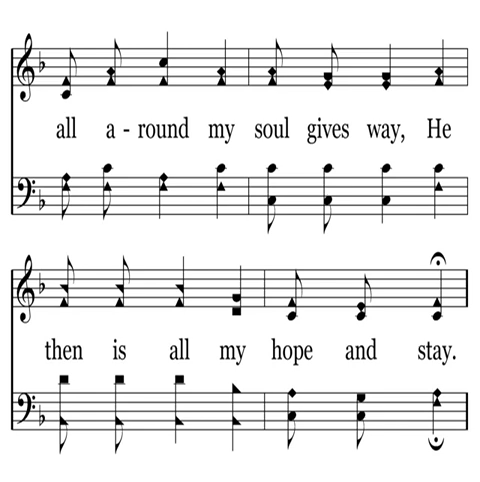 all a - round my soul gives way, He
then is all my hope and stay.